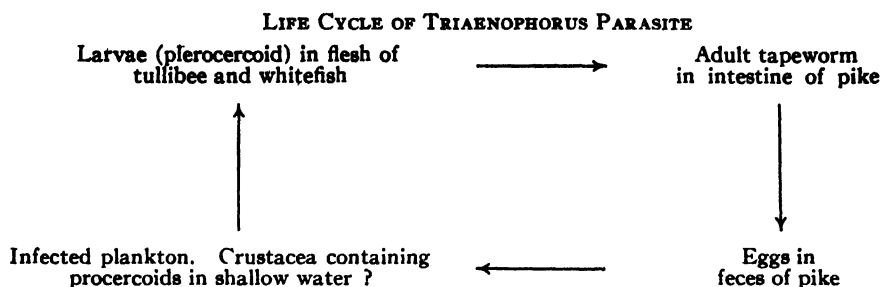 LIFE CYCLE OF TRIAENOPHORUS PARASITE
Larvae (plerocercoid) in flesh of
tullibee and whitefish
Adult tapeworm
in intestine of pike
Infected plankton. Crustacea containing
procercoids in shallow water ?
Eggs in
feces of pike